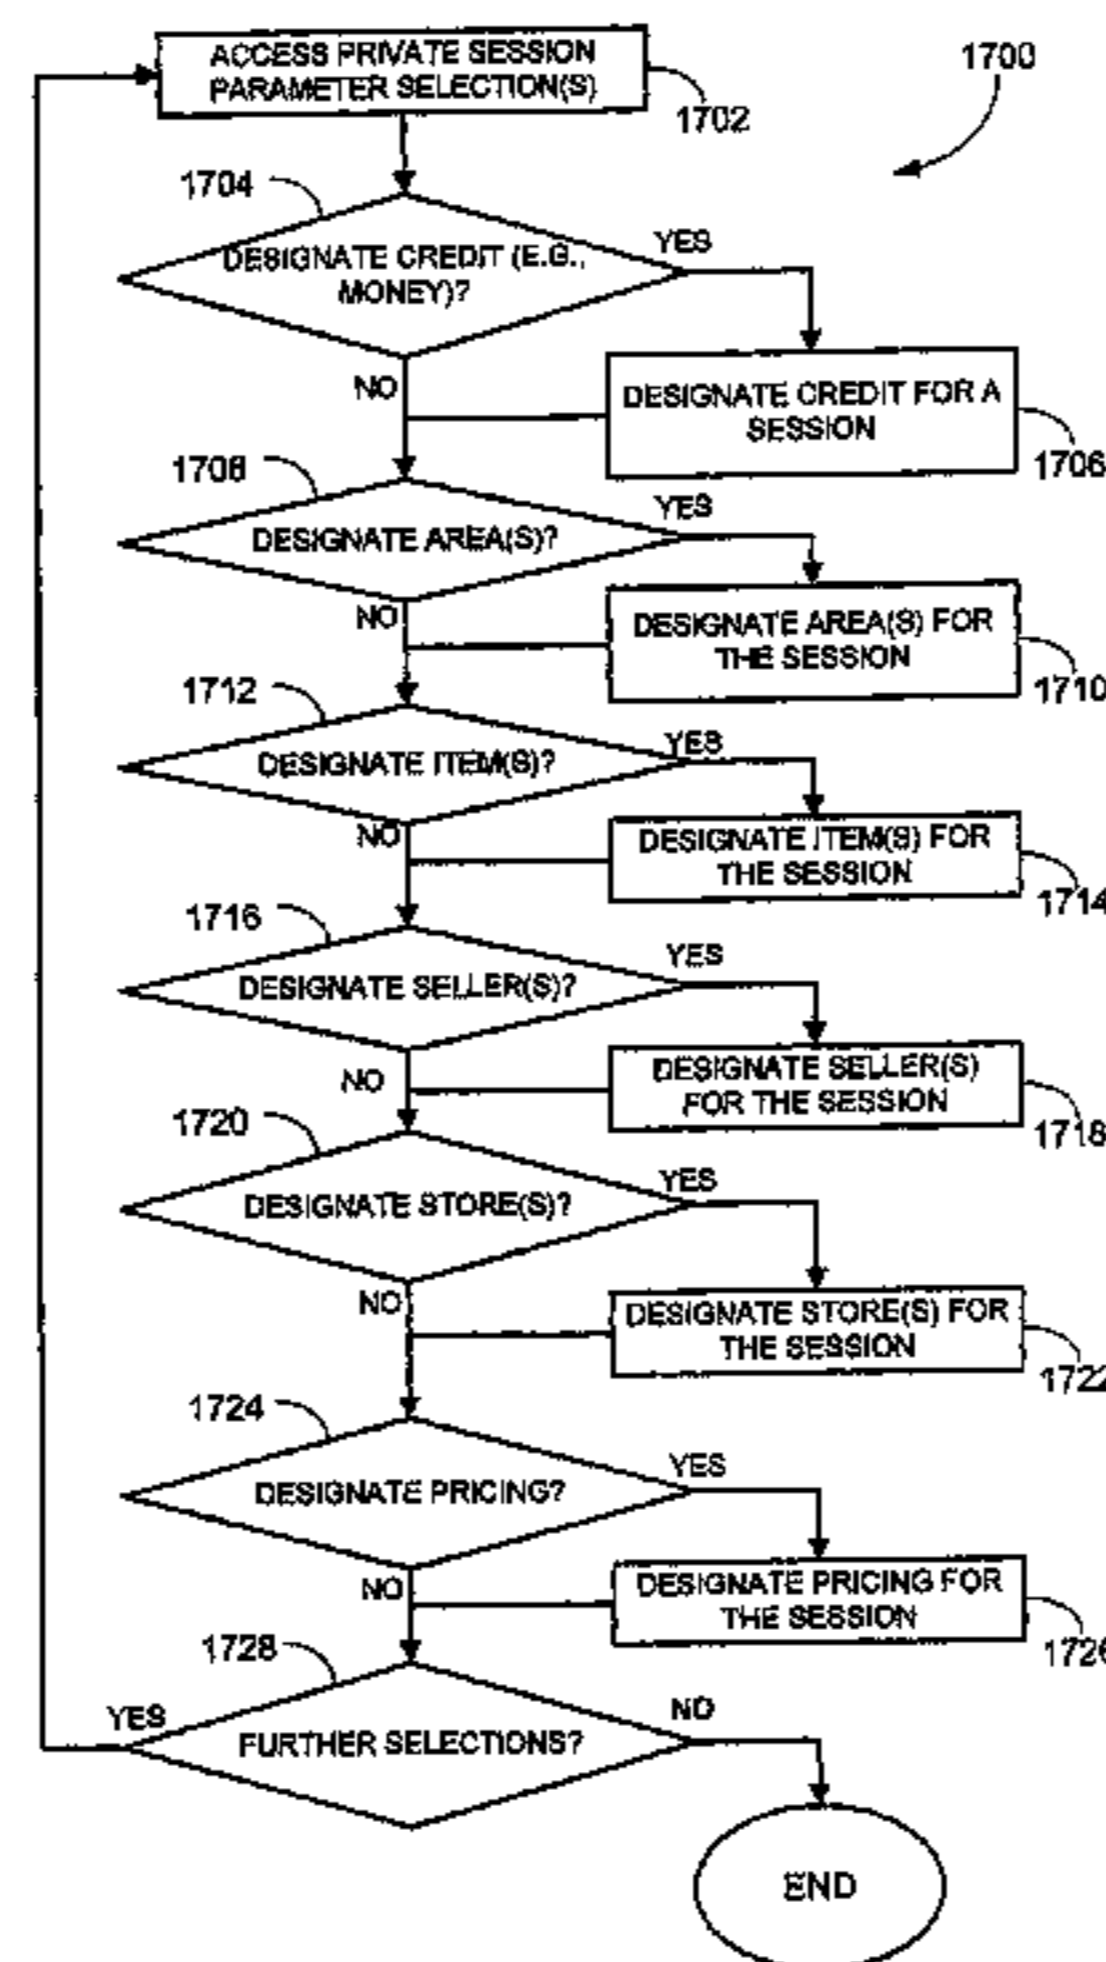 ACCESS PRIVATE SESSION
PARAMETER SELECTION(S)
1700
1702
1704
DESIGNATE CREDIT (E.G.,
MONEY)?
YES
NO
DESIGNATE CREDIT FOR A
SESSION
1706
1708
DESIGNATE AREA(S)?
YES
NO
DESIGNATE AREA(S) FOR
THE SESSION
1710
1712
DESIGNATE ITEM(S)?
YES
NO
DESIGNATE ITEM(S) FOR
THE SESSION
1714
1716
DESIGNATE SELLER(S)?
YES
NO
DESIGNATE SELLER(S)
FOR THE SESSION
1718
1720
DESIGNATE STORE(S)?
YES
NO
DESIGNATE STORE(S) FOR
THE SESSION
1722
1724
DESIGNATE PRICING?
YES
NO
DESIGNATE PRICING FOR
THE SESSION
1726
1728
FURTHER SELECTIONS?
YES
NO
END